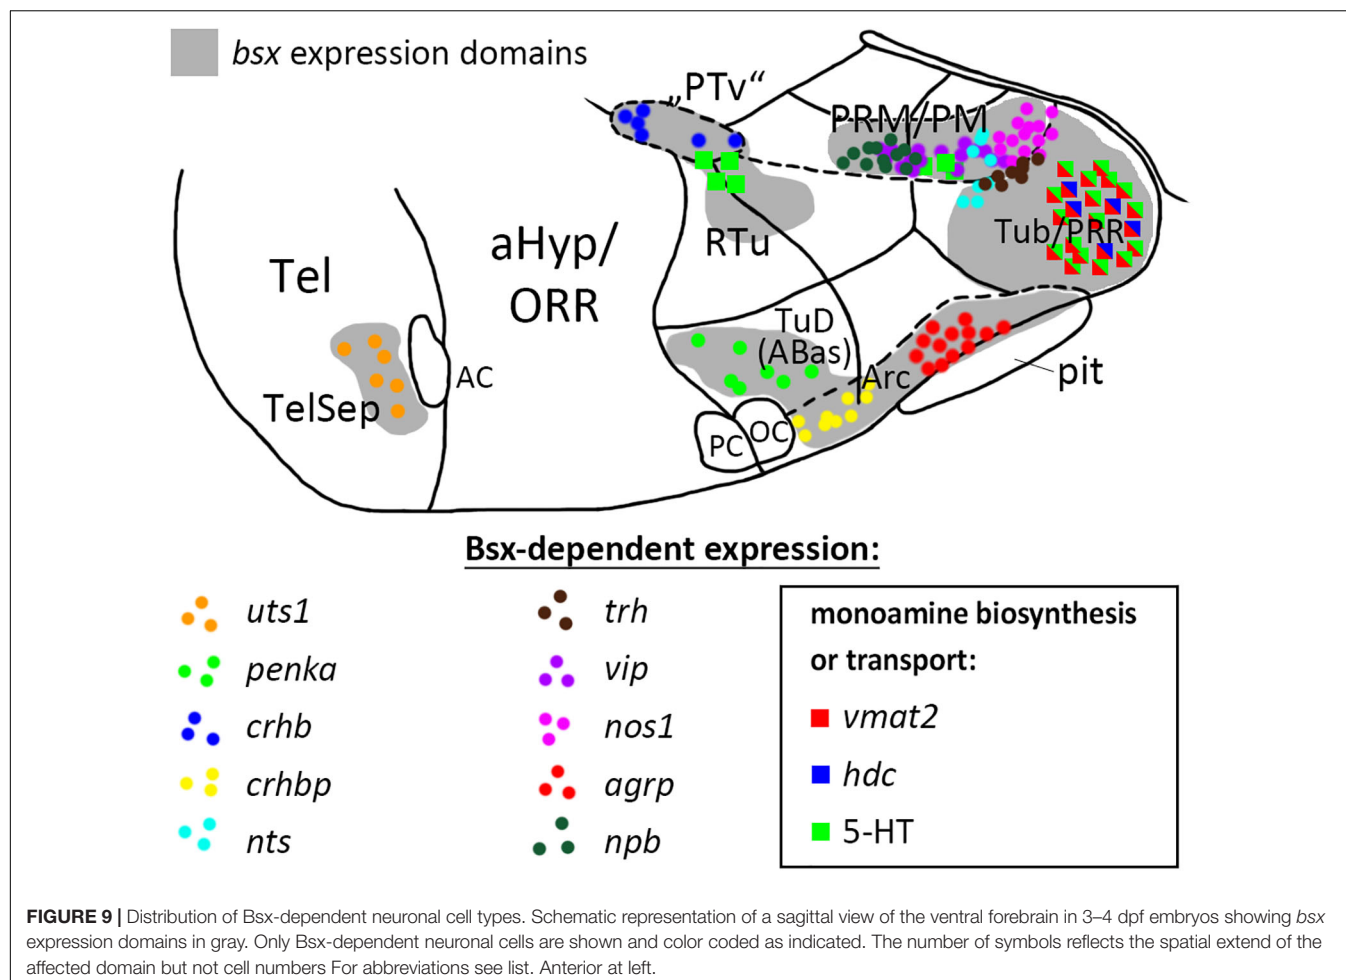 bsx expression domains
„PTv“
PRM/PM
RTu
Tub/PRR
aHyp/
ORR
Tel
TuD
(ABas)
Arc
pit
AC
TelSep
PC
OC
Bsx-dependent expression:
uts1
penka
crhb
crhbp
nts
trh
vip
nos1
agrp
npb
monoamine biosynthesis
or transport:
vmat2
hdc
5-HT
FIGURE 9 | Distribution of Bsx-dependent neuronal cell types. Schematic representation of a sagittal view of the ventral forebrain in 3–4 dpf embryos showing bsx
expression domains in gray. Only Bsx-dependent neuronal cells are shown and color coded as indicated. The number of symbols reflects the spatial extend of the
affected domain but not cell numbers For abbreviations see list. Anterior at left.